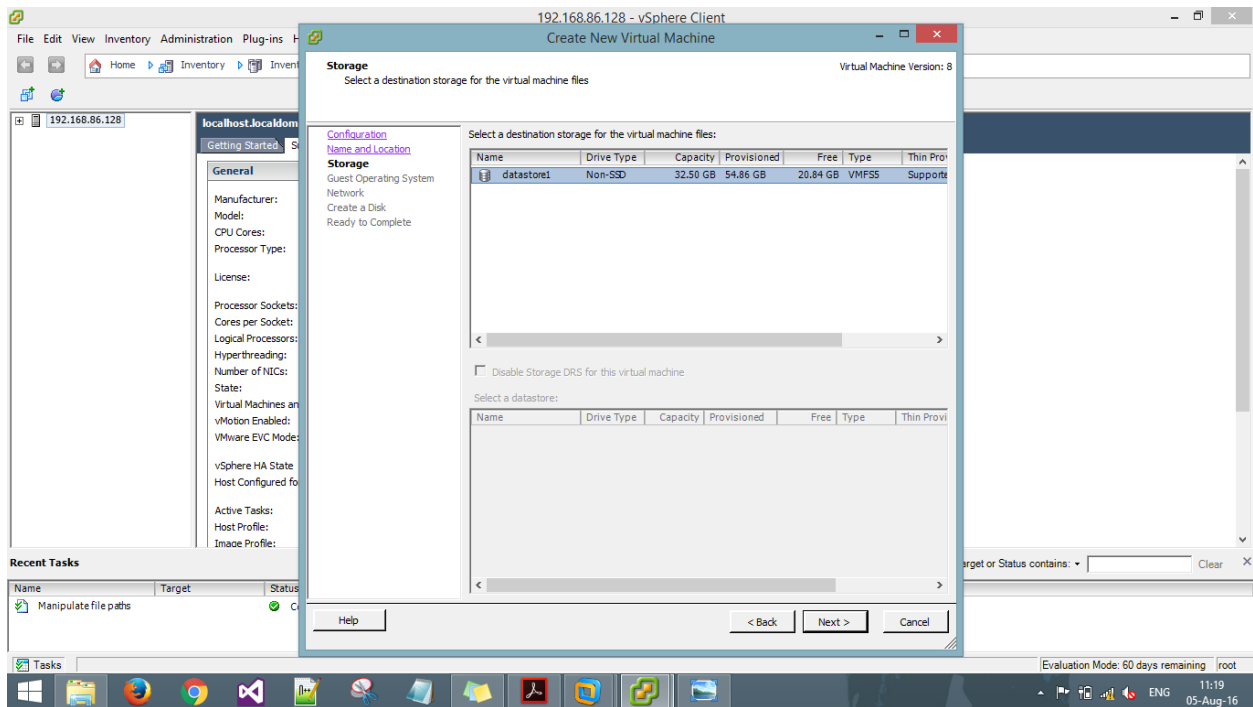 192.168.86.128 - vSphere Client
File Edit View Inventory Administration Plug-ins H
Home Inventory Invent
192.168.86.128
localhost.localdom
Getting Started
General
Manufacturer:
Model:
CPU Cores:
Processor Type:
License:
Processor Sockets:
Cores per Socket:
Logical Processors:
Hyperthreading:
Number of NICs:
State:
Virtual Machines an
vMotion Enabled:
VMware EVC Mode:
vSphere HA State
Host Configured fo
Active Tasks:
Host Profile:
Image Profile:
Create New Virtual Machine
Storage
Select a destination storage for the virtual machine files
Virtual Machine Version: 8
Configuration
Name and Location
Storage
Guest Operating System
Network
Create a Disk
Ready to Complete
Select a destination storage for the virtual machine files:
Name Drive Type Capacity Provisioned Free Type Thin Prov
datastore1 Non-SSD 32.50 GB 54.86 GB 20.84 GB VMFS5 Supporte
Disable Storage DRS for this virtual machine
Select a datastore:
Name Drive Type Capacity Provisioned Free Type Thin Provi
Help < Back Next > Cancel
Recent Tasks
arget or Status contains: Clear
Name Target Status
Manipulate file paths
Tasks
Evaluation Mode: 60 days remaining root
ENG
11:19
05-Aug-16